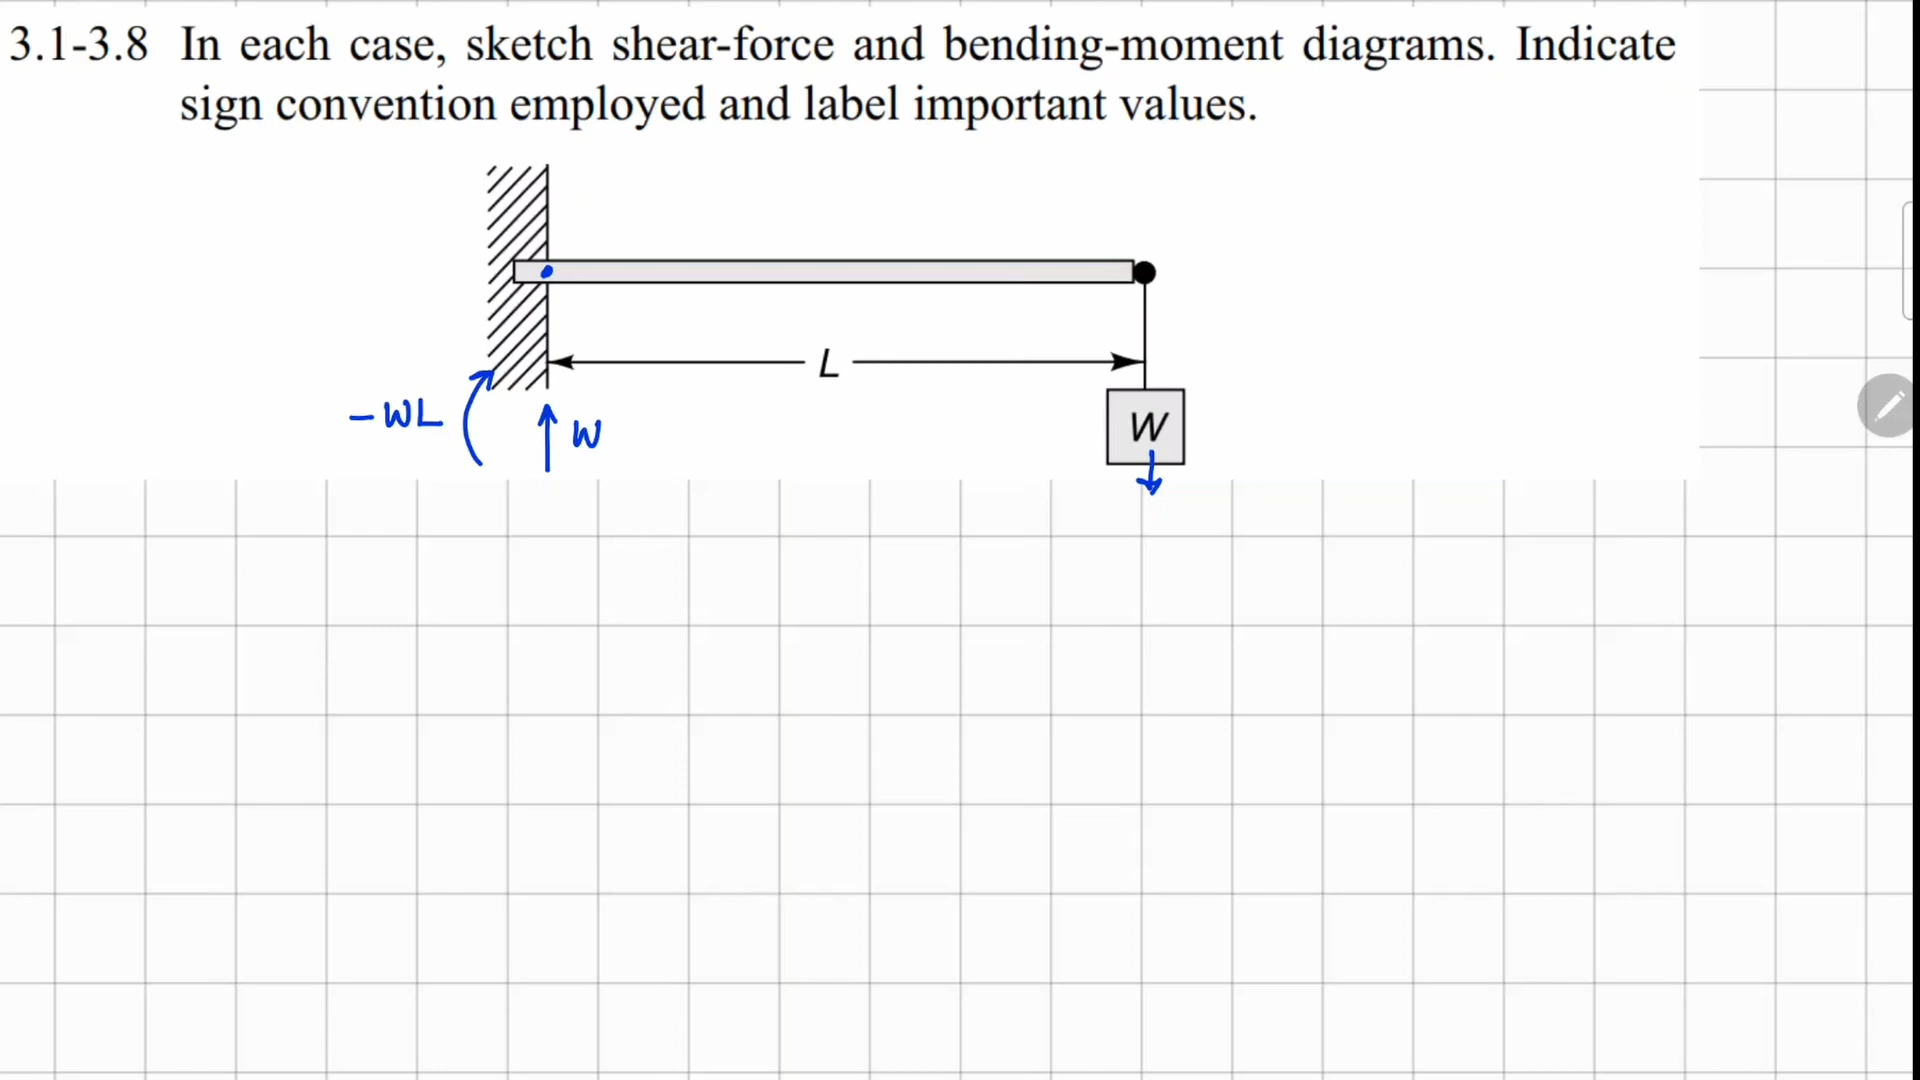 3.1-3.8 In each case, sketch shear-force and bending-moment diagrams. Indicate
sign convention employed and label important values.
L
-WL
W
W